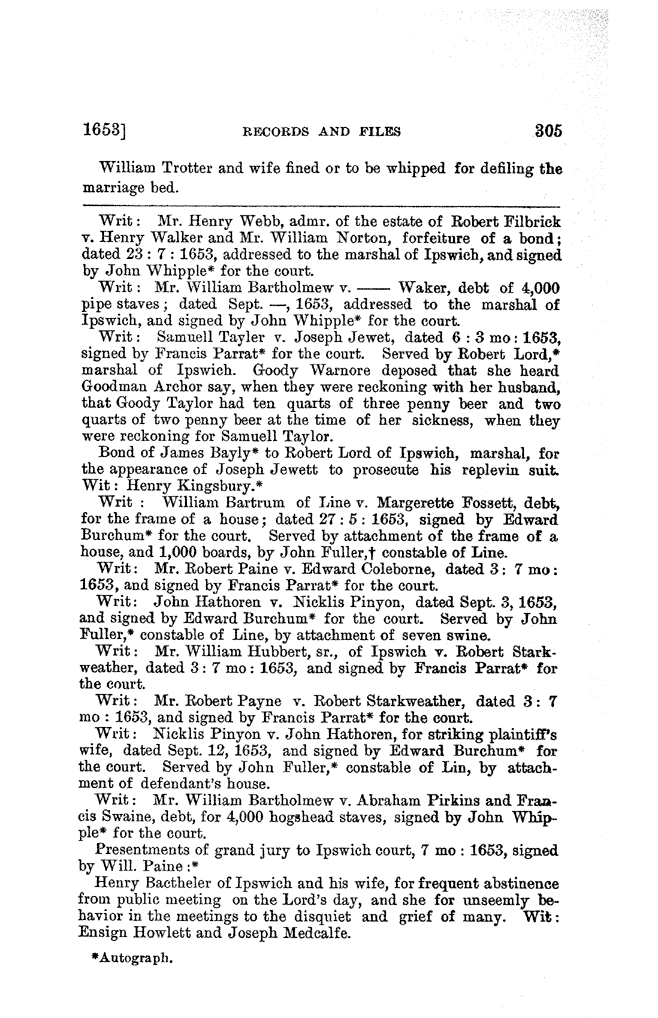 1653]                RECORDS AND FILES                305
William Trotter and wife fined or to be whipped for defiling the
marriage bed.
Writ: Mr. Henry Webb, admr. of the estate of Robert Filbrick
v. Henry Walker and Mr. William Norton, forfeiture of a bond;
dated 23 : 7 : 1653, addressed to the marshal of Ipswich, and signed
by John Whipple* for the court.
Writ: Mr. William Bartholmew v. —— Waker, debt of 4,000
pipe staves; dated Sept. —, 1653, addressed to the marshal of
Ipswich, and signed by John Whipple* for the court.
Writ: Samuell Tayler v. Joseph Jewet, dated 6 : 3 mo : 1653,
signed by Francis Parrat* for the court. Served by Robert Lord,*
marshal of Ipswich. Goody Warnore deposed that she heard
Goodman Archor say, when they were reckoning with her husband,
that Goody Taylor had ten quarts of three penny beer and two
quarts of two penny beer at the time of her sickness, when they
were reckoning for Samuell Taylor.
Bond of James Bayly* to Robert Lord of Ipswich, marshal, for
the appearance of Joseph Jewett to prosecute his replevin suit.
Wit: Henry Kingsbury.*
Writ : William Bartrum of Line v. Margerette Fossett, debt,
for the frame of a house; dated 27 : 5 : 1653, signed by Edward
Burchum* for the court. Served by attachment of the frame of a
house, and 1,000 boards, by John Fuller,† constable of Line.
Writ: Mr. Robert Paine v. Edward Coleborne, dated 3 : 7 mo :
1653, and signed by Francis Parrat* for the court.
Writ: John Hathoren v. Nicklis Pinyon, dated Sept. 3, 1653,
and signed by Edward Burchum* for the court. Served by John
Fuller,* constable of Line, by attachment of seven swine.
Writ: Mr. William Hubbert, sr., of Ipswich v. Robert Stark-
weather, dated 3 : 7 mo : 1653, and signed by Francis Parrat* for
the court.
Writ: Mr. Robert Payne v. Robert Starkweather, dated 3 : 7
mo : 1653, and signed by Francis Parrat* for the court.
Writ: Nicklis Pinyon v. John Hathoren, for striking plaintiff's
wife, dated Sept. 12, 1653, and signed by Edward Burchum* for
the court. Served by John Fuller,* constable of Lin, by attach-
ment of defendant's house.
Writ: Mr. William Bartholmew v. Abraham Pirkins and Fran-
cis Swaine, debt, for 4,000 hogshead staves, signed by John Whip-
ple* for the court.
Presentments of grand jury to Ipswich court, 7 mo : 1653, signed
by Will. Paine :*
Henry Bactheler of Ipswich and his wife, for frequent abstinence
from public meeting on the Lord's day, and she for unseemly be-
havior in the meetings to the disquiet and grief of many. Wit:
Ensign Howlett and Joseph Medcalfe.
*Autograph.